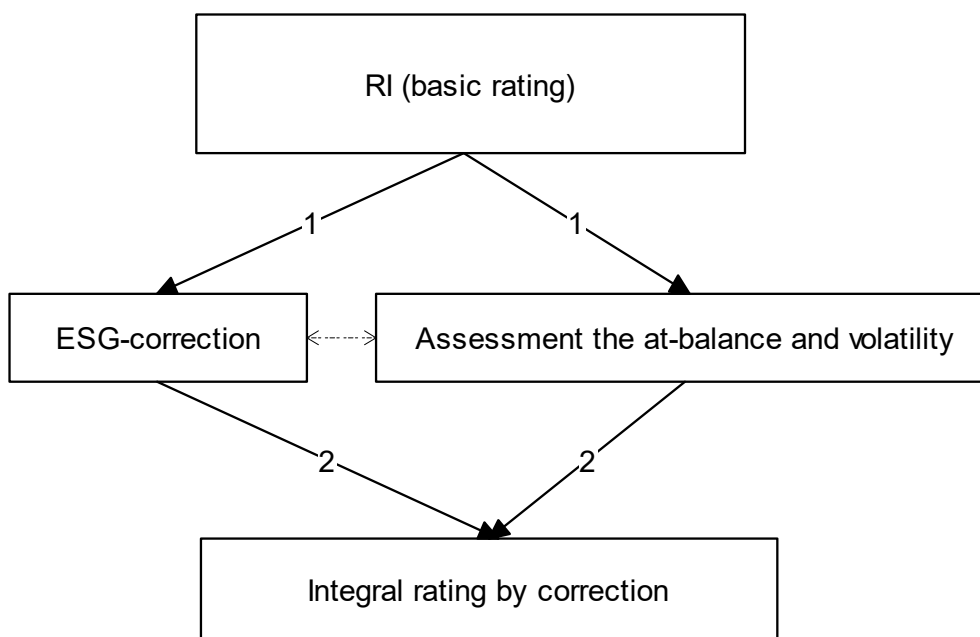 RI (basic rating)
1
1
ESG-correction
Assessment the at-balance and volatility
2
2
Integral rating by correction